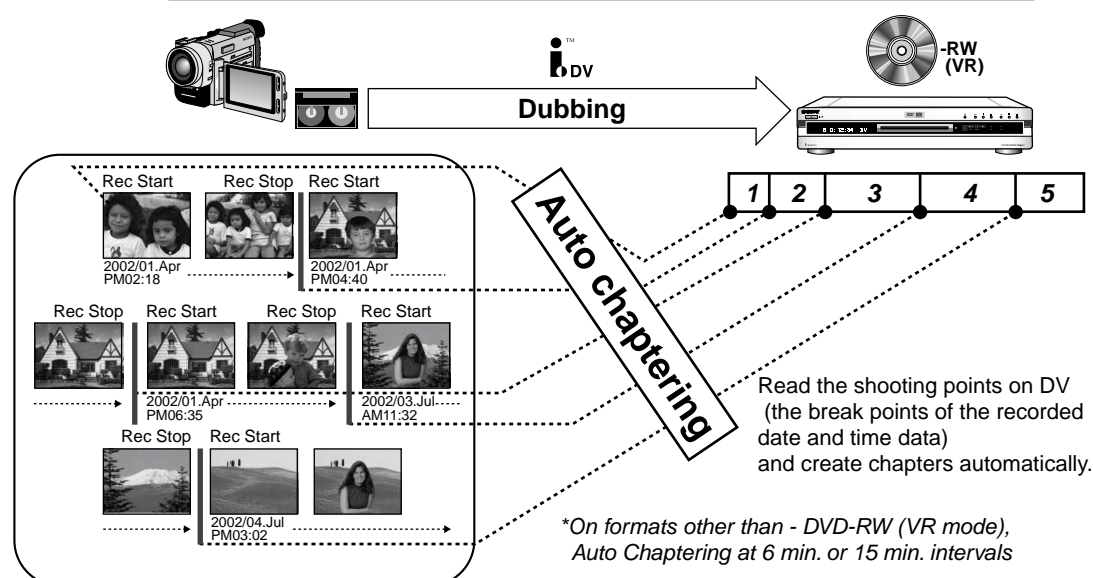 ™
i
DV
-RW
(VR)
Dubbing
SONY
Rec Start
Rec Stop
Rec Start
2002/01.Apr
PM02:18
2002/01.Apr
PM04:40
Rec Stop
Rec Start
Rec Stop
Rec Start
2002/01.Apr
PM06:35
2002/03.Jul
AM11:32
Rec Stop
Rec Start
2002/04.Jul
PM03:02
Auto chaptering
1 2 3 4 5
Read the shooting points on DV
(the break points of the recorded
date and time data)
and create chapters automatically.
*On formats other than - DVD-RW (VR mode),
Auto Chaptering at 6 min. or 15 min. intervals